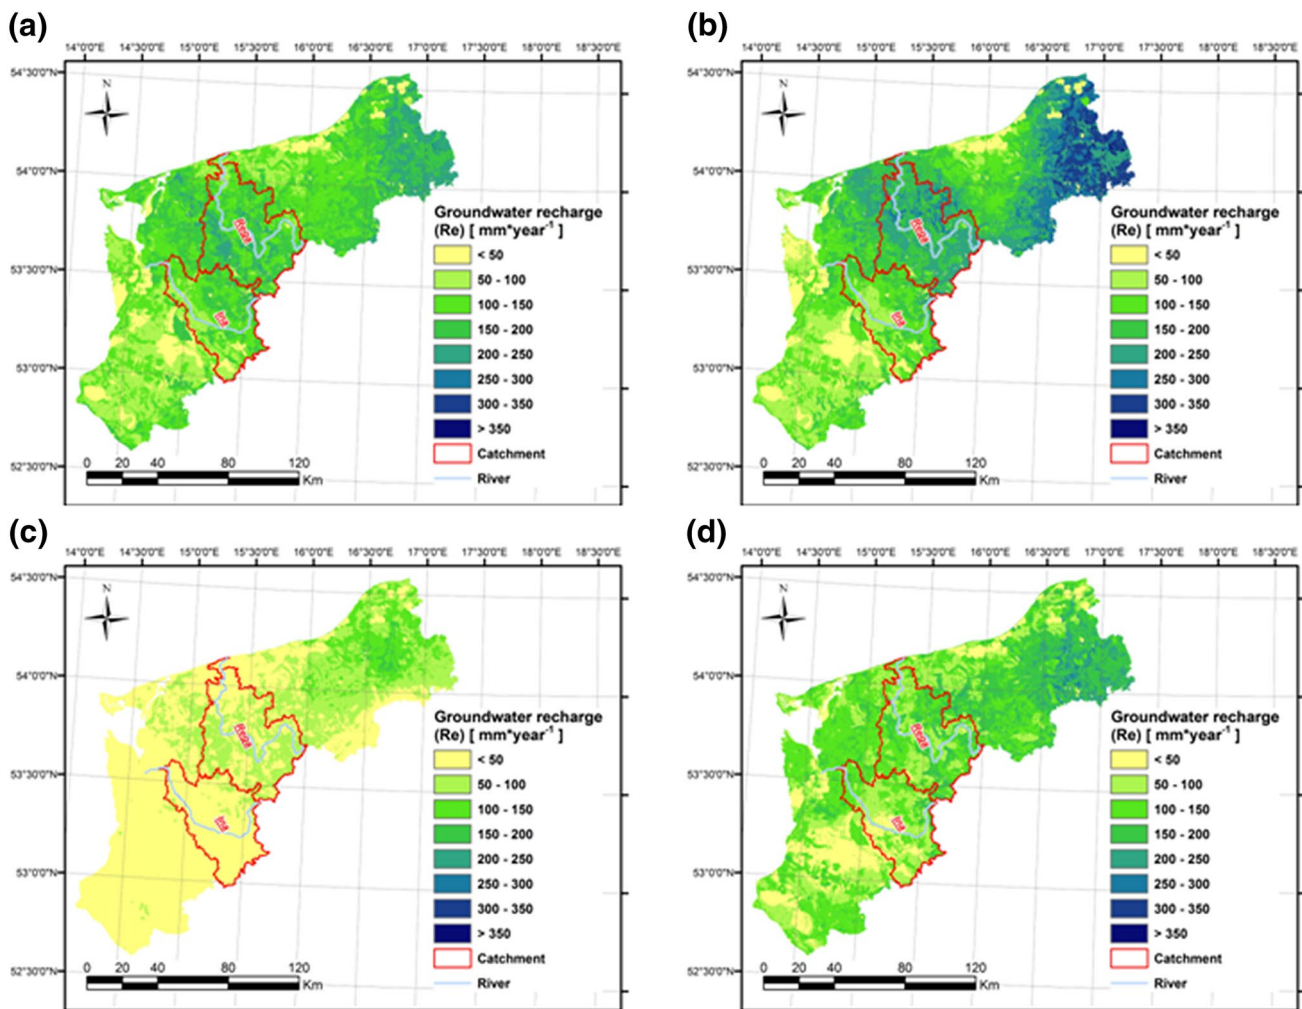 (a)
14°0'0"E 14°30'0"E 15°0'0"E 15°30'0"E 16°0'0"E 16°30'0"E 17°0'0"E 17°30'0"E 18°0'0"E 18°30'0"E
54°30'0"N
54°0'0"N
53°30'0"N
53°0'0"N
52°30'0"N
N
Rega
Ina
Groundwater recharge
(Re) [ mm*year⁻¹ ]
< 50
50 - 100
100 - 150
150 - 200
200 - 250
250 - 300
300 - 350
> 350
Catchment
River
0 20 40 80 120
Km
(b)
14°0'0"E 14°30'0"E 15°0'0"E 15°30'0"E 16°0'0"E 16°30'0"E 17°0'0"E 17°30'0"E 18°0'0"E 18°30'0"E
54°30'0"N
54°0'0"N
53°30'0"N
53°0'0"N
52°30'0"N
N
Rega
Ina
Groundwater recharge
(Re) [ mm*year⁻¹ ]
< 50
50 - 100
100 - 150
150 - 200
200 - 250
250 - 300
300 - 350
> 350
Catchment
River
0 20 40 80 120
Km
(c)
14°0'0"E 14°30'0"E 15°0'0"E 15°30'0"E 16°0'0"E 16°30'0"E 17°0'0"E 17°30'0"E 18°0'0"E 18°30'0"E
54°30'0"N
54°0'0"N
53°30'0"N
53°0'0"N
52°30'0"N
N
Rega
Ina
Groundwater recharge
(Re) [ mm*year⁻¹ ]
< 50
50 - 100
100 - 150
150 - 200
200 - 250
250 - 300
300 - 350
> 350
Catchment
River
0 20 40 80 120
Km
(d)
14°0'0"E 14°30'0"E 15°0'0"E 15°30'0"E 16°0'0"E 16°30'0"E 17°0'0"E 17°30'0"E 18°0'0"E 18°30'0"E
54°30'0"N
54°0'0"N
53°30'0"N
53°0'0"N
52°30'0"N
N
Rega
Ina
Groundwater recharge
(Re) [ mm*year⁻¹ ]
< 50
50 - 100
100 - 150
150 - 200
200 - 250
250 - 300
300 - 350
> 350
Catchment
River
0 20 40 80 120
Km